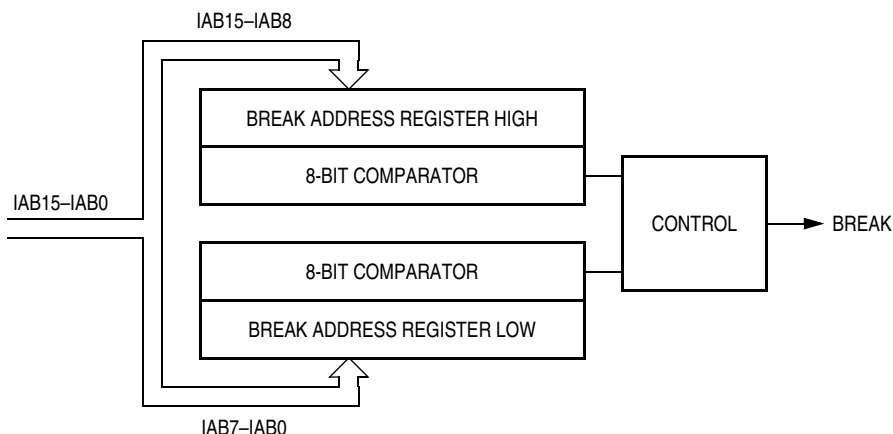 IAB15–IAB8
BREAK ADDRESS REGISTER HIGH
8-BIT COMPARATOR
IAB15–IAB0
CONTROL
BREAK
8-BIT COMPARATOR
BREAK ADDRESS REGISTER LOW
IAB7–IAB0